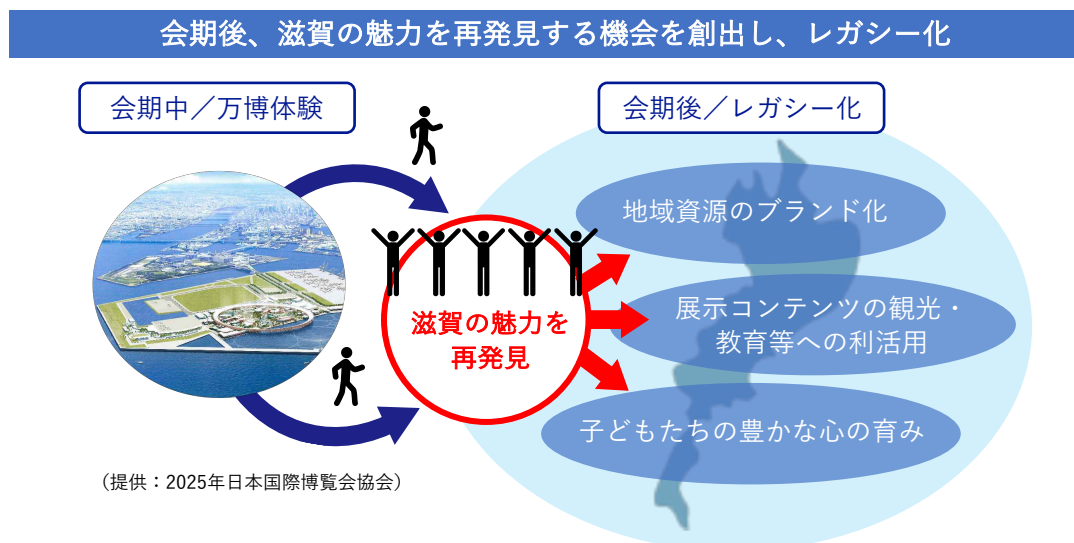 会期後、滋賀の魅力を再発見する機会を創出し、レガシー化
会期中／万博体験
会期後／レガシー化
地域資源のブランド化
滋賀の魅力を
再発見
展示コンテンツの観光・
教育等への利活用
子どもたちの豊かな心の育み
（提供：2025年日本国際博覧会協会）